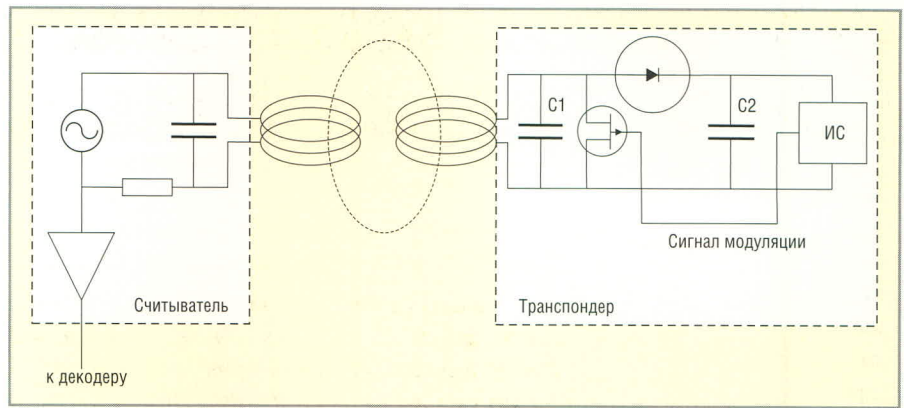 Считыватель
к декодеру
C1
C2
ИС
Сигнал модуляции
Транспондер